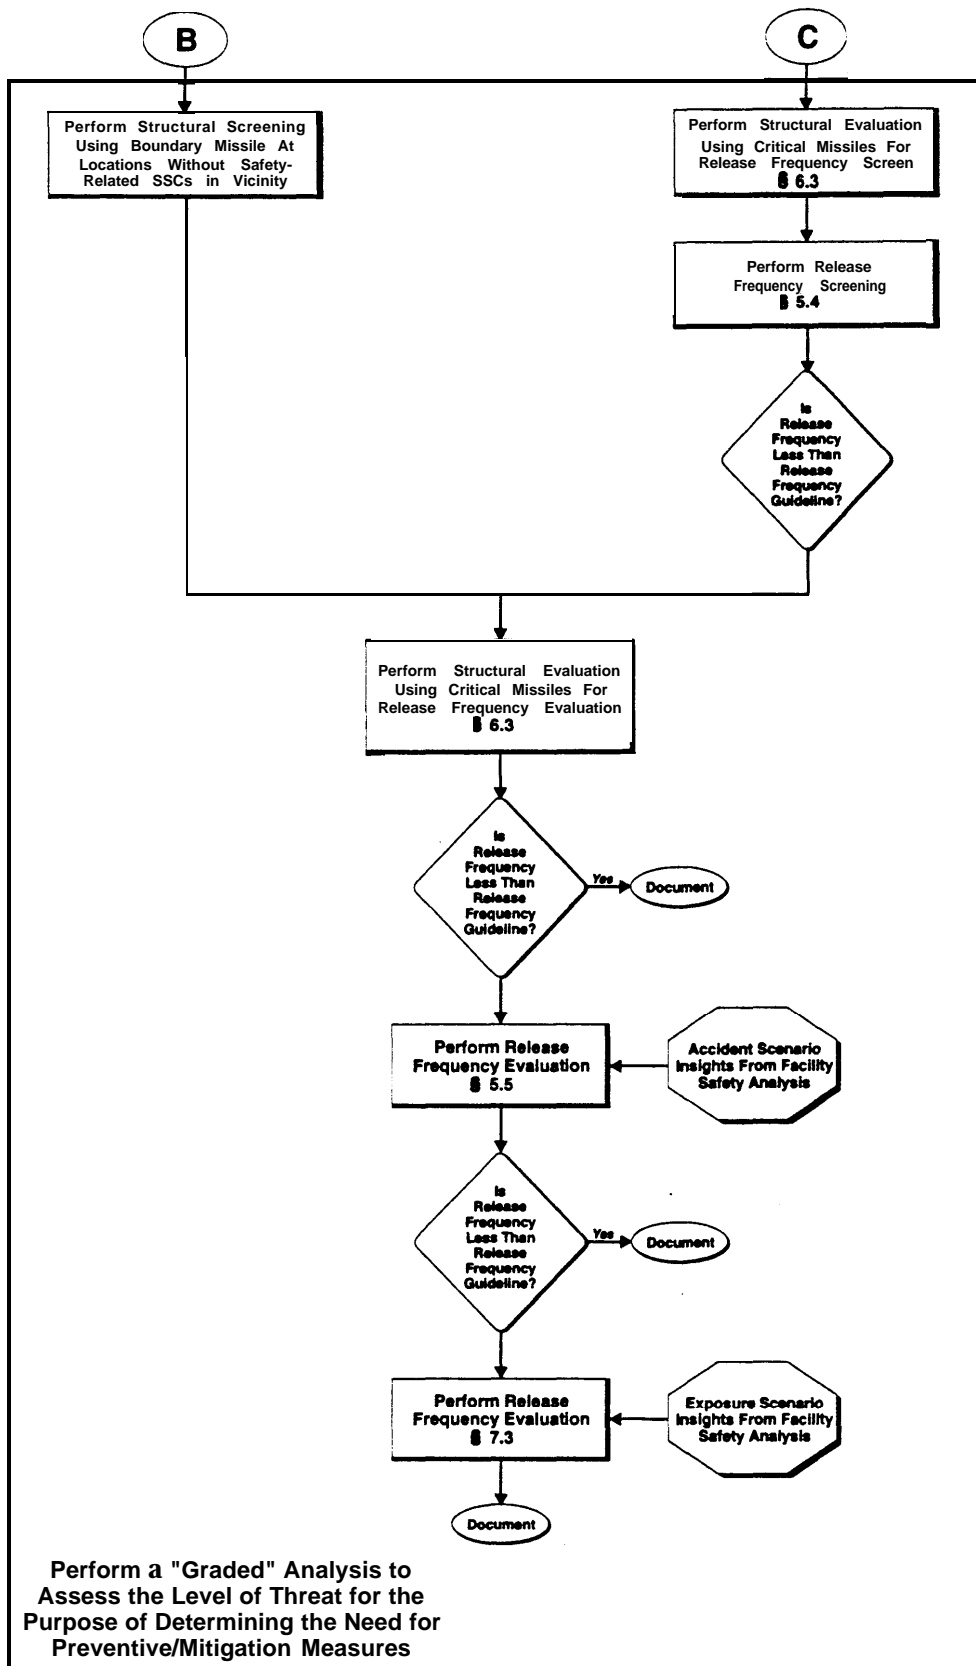 B
C
Perform Structural Screening
Using Boundary Missile At
Locations Without Safety-
Related SSCs in Vicinity
Perform Structural Evaluation
Using Critical Missiles For
Release Frequency Screen
§ 6.3
Perform Release
Frequency Screening
§ 5.4
Is
Release
Frequency
Less Than
Release
Frequency
Guideline?
Perform Structural Evaluation
Using Critical Missiles For
Release Frequency Evaluation
§ 6.3
Is
Release
Frequency
Less Than
Release
Frequency
Guideline?
Yes
Document
Perform Release
Frequency Evaluation
§ 5.5
Accident Scenario
Insights From Facility
Safety Analysis
Is
Release
Frequency
Less Than
Release
Frequency
Guideline?
Yes
Document
Perform Release
Frequency Evaluation
§ 7.3
Exposure Scenario
Insights From Facility
Safety Analysis
Document
Perform a "Graded" Analysis to
Assess the Level of Threat for the
Purpose of Determining the Need for
Preventive/Mitigation Measures